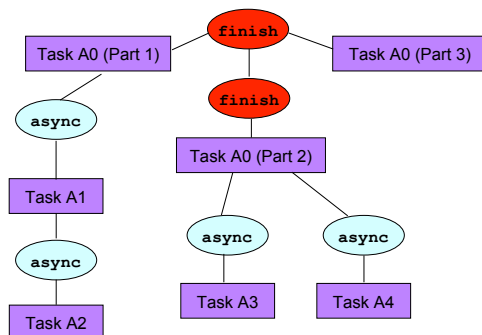 finish
Task A0 (Part 1)
Task A0 (Part 3)
finish
async
Task A0 (Part 2)
Task A1
async
async
async
Task A3
Task A4
Task A2